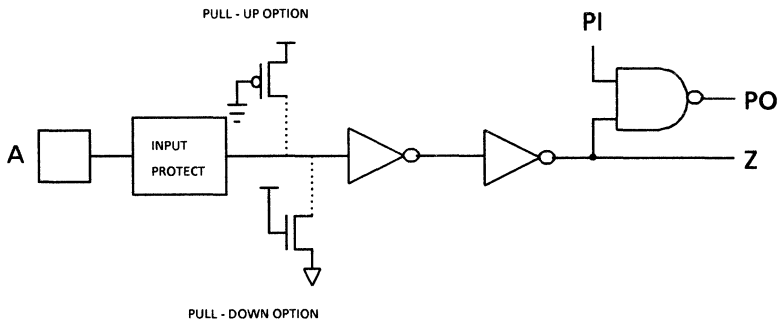 PULL - UP OPTION
PI
PO
A
INPUT
PROTECT
Z
PULL - DOWN OPTION